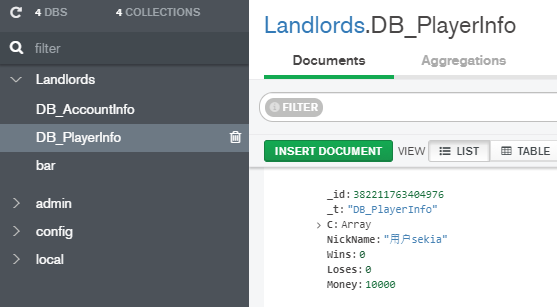 4 DBS 4 COLLECTIONS
filter
Landlords
DB_AccountInfo
DB_PlayerInfo
bar
admin
config
local
Landlords.DB_PlayerInfo
Documents Aggregations
FILTER
INSERT DOCUMENT VIEW LIST TABLE
_id: 382211763404976
_t: "DB_PlayerInfo"
C: Array
NickName: "用户sekia"
Wins: 0
Loses: 0
Money: 10000